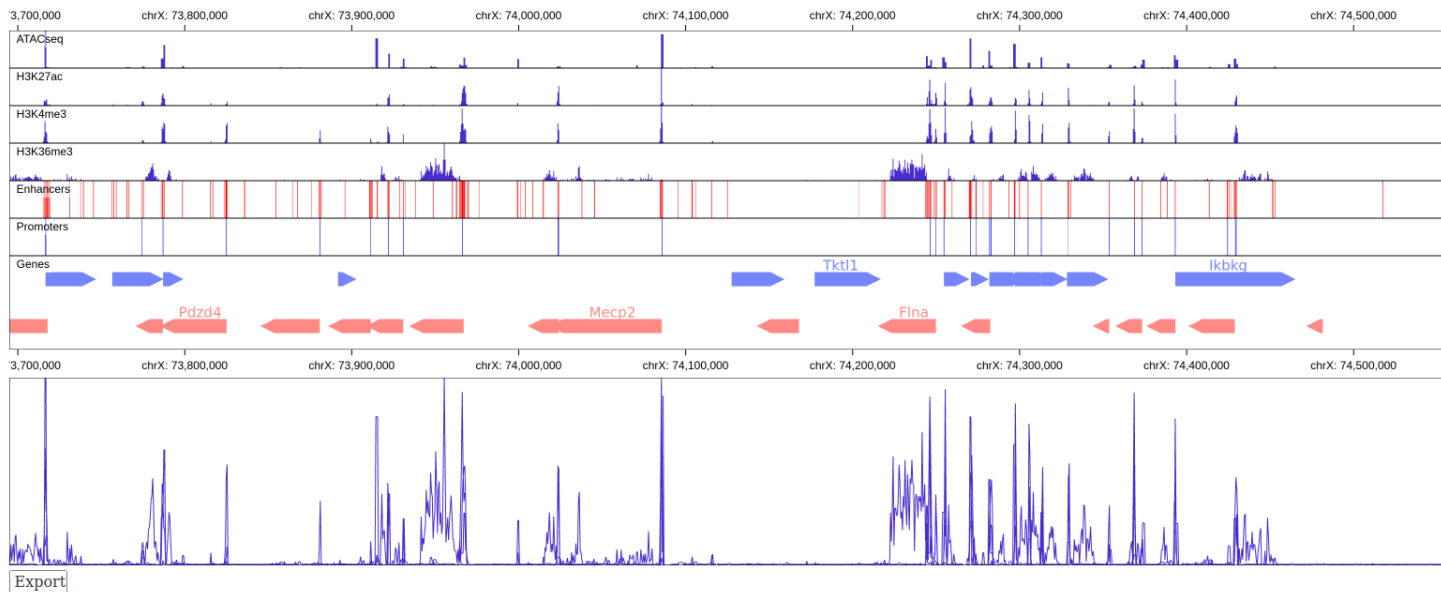 '3,700,000 chrX: 73,800,000 chrX: 73,900,000 chrX: 74,000,000 chrX: 74,100,000 chrX: 74,200,000 chrX: 74,300,000 chrX: 74,400,000 chrX: 74,500,000
ATACseq
H3K27ac
H3K4me3
H3K36me3
Enhancers
Promoters
Genes
Tktl1 Ikbkg
Pdzd4 Mecp2 Flna
3,700,000 chrX: 73,800,000 chrX: 73,900,000 chrX: 74,000,000 chrX: 74,100,000 chrX: 74,200,000 chrX: 74,300,000 chrX: 74,400,000 chrX: 74,500,000
Export